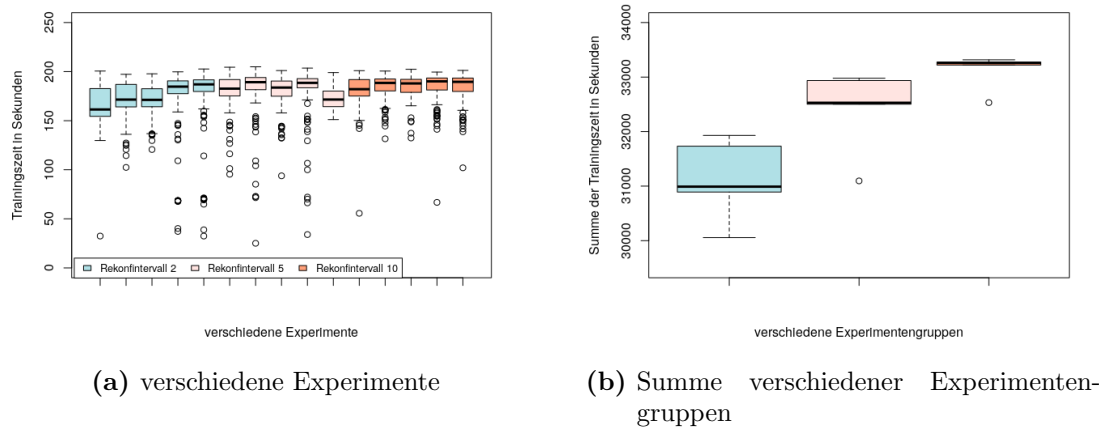 Trainingszeit in Sekunden
250
200
150
100
50
0
Rekonfintervall 2
Rekonfintervall 5
Rekonfintervall 10
verschiedene Experimente
(a) verschiedene Experimente
Summe der Trainingszeit in Sekunden
34000
33000
32000
31000
30000
verschiedene Experimentengruppen
(b) Summe verschiedener Experimenten-
gruppen